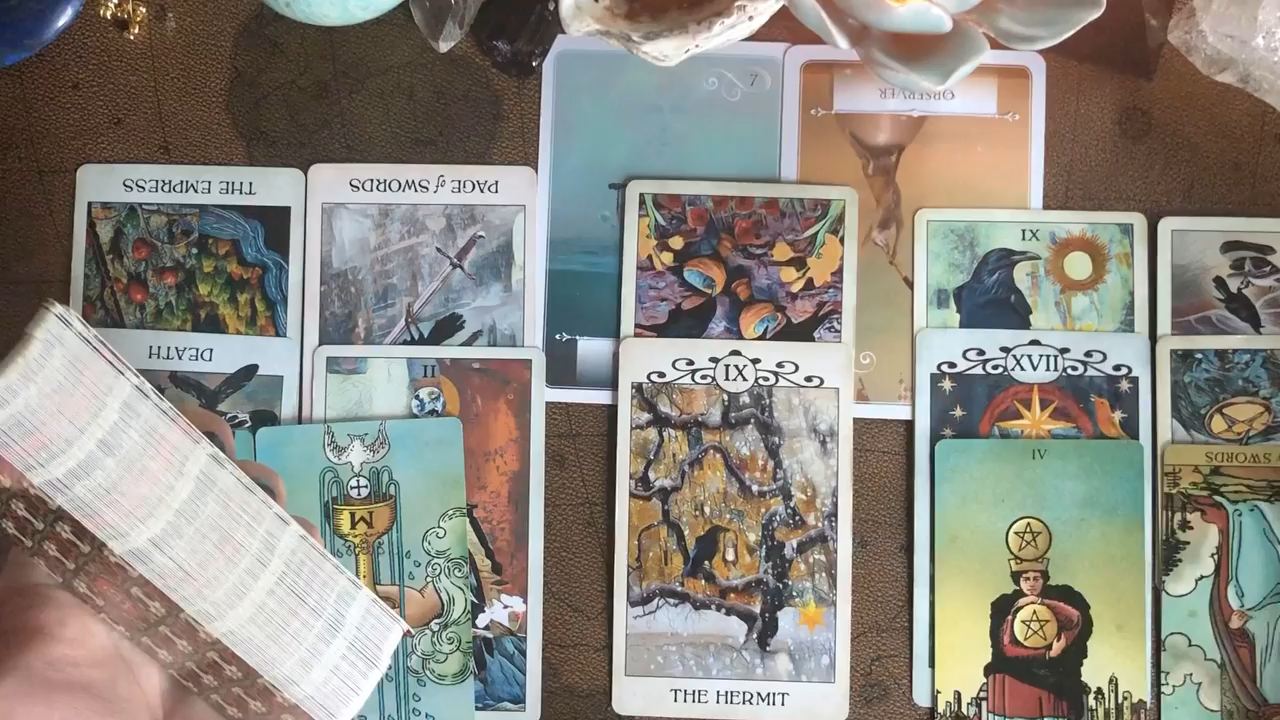 7
OBSERVER
THE EMPRESS
PAGE of SWORDS
IX
DEATH
II
IX
XVII
IV
SWORDS
THE HERMIT